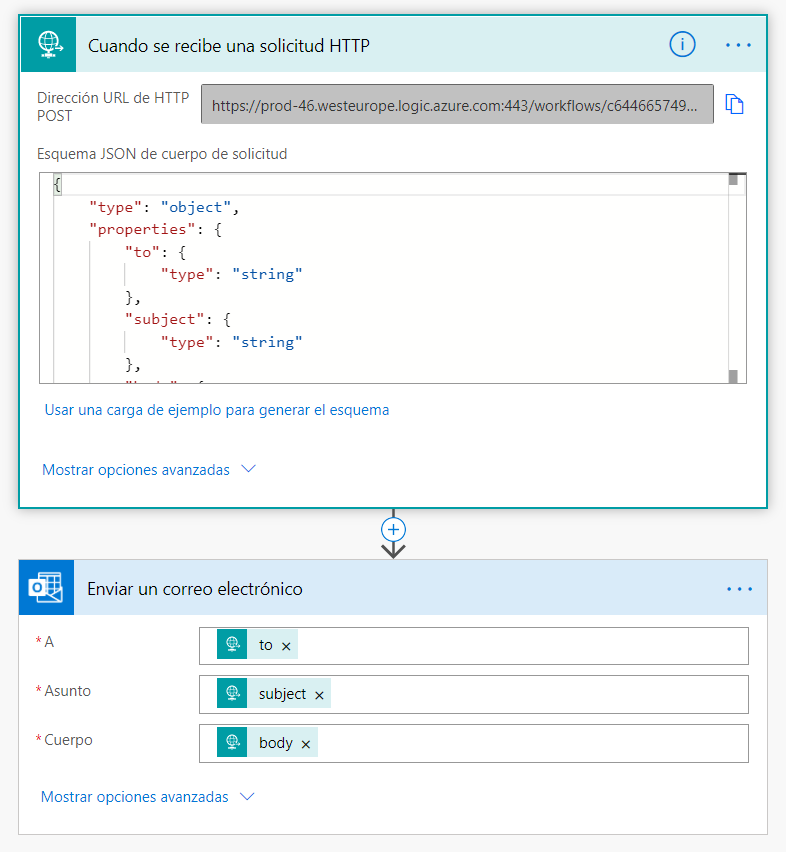 Cuando se recibe una solicitud HTTP
Dirección URL de HTTP
POST
https://prod-46.westeurope.logic.azure.com:443/workflows/c644665749...
Esquema JSON de cuerpo de solicitud
{
"type": "object",
"properties": {
"to": {
"type": "string"
},
"subject": {
"type": "string"
},
Usar una carga de ejemplo para generar el esquema
Mostrar opciones avanzadas
Enviar un correo electrónico
* A
to ×
* Asunto
subject ×
* Cuerpo
body ×
Mostrar opciones avanzadas